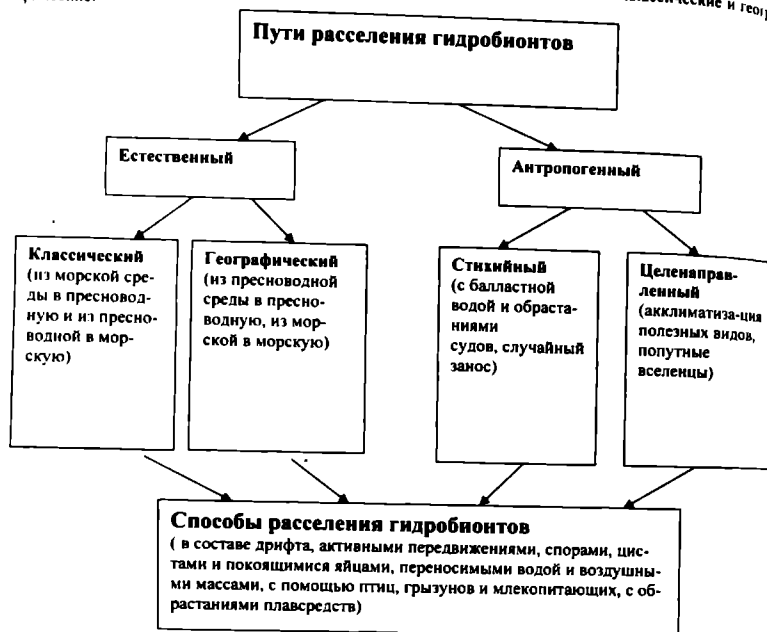 Пути расселения гидробионтов
Естественный
Антропогенный
Классический
(из морской сре-
ды в пресновод-
ную и из пресно-
водной в мор-
скую)
Географический
(из пресноводной
среды в пресно-
водную, из мор-
ской в морскую)
Стихийный
(с балластной
водой и обраста-
ниями
судов, случайный
занос)
Целенаправ-
ленный
(акклиматиза-ция
полезных видов,
попутные
вселенцы)
Способы расселения гидробионтов
( в составе дрифта, активными передвижениями, спорами, цис-
тами и покоящимися яйцами, переносимыми водой и воздушны-
ми массами, с помощью птиц, грызунов и млекопитающих, с об-
растаниями плавсредств)